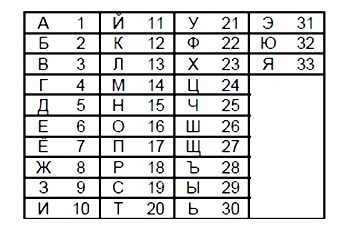 А 1 Й 11 У 21 Э 31
Б 2 К 12 Ф 22 Ю 32
В 3 Л 13 Х 23 Я 33
Г 4 М 14 Ц 24
Д 5 Н 15 Ч 25
Е 6 О 16 Ш 26
Ё 7 П 17 Щ 27
Ж 8 Р 18 Ъ 28
З 9 С 19 Ы 29
И 10 Т 20 Ь 30